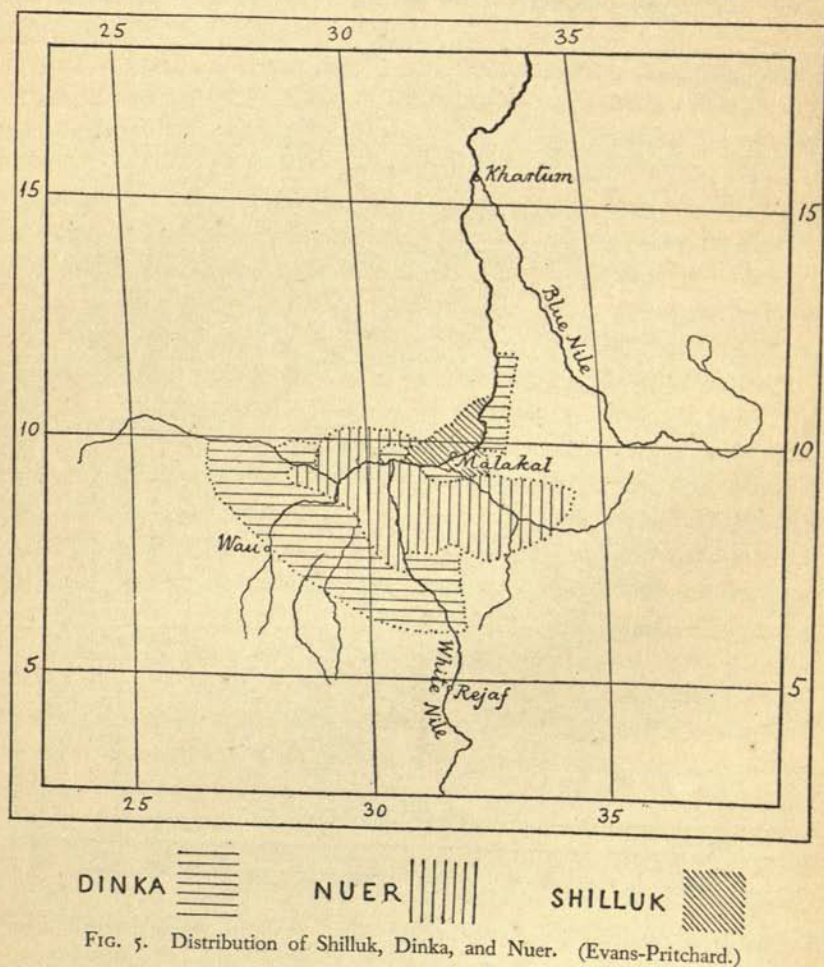 25 30 35
Khartum
15 15
Blue Nile
10 10
Malakal
Wau
5 5
White Nile
Rejaf
25 30 35
DINKA NUER SHILLUK
FIG. 5. Distribution of Shilluk, Dinka, and Nuer. (Evans-Pritchard.)